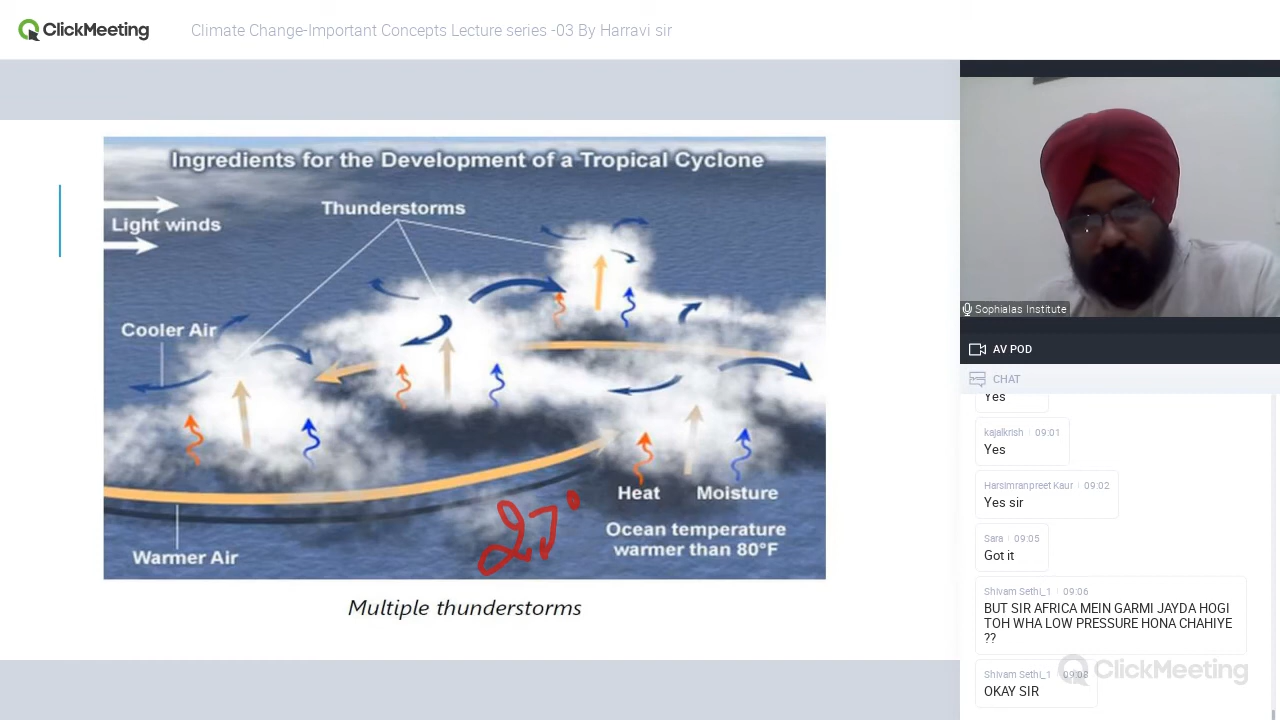 ClickMeeting
Climate Change-Important Concepts Lecture series -03 By Harravi sir
Ingredients for the Development of a Tropical Cyclone
Thunderstorms
Light winds
Cooler Air
Heat Moisture
Ocean temperature
warmer than 80°F
Warmer Air
27°
Multiple thunderstorms
Sophialas Institute
AV POD
CHAT
Yes
kajalkrish 09:01
Yes
Harsimranpreet Kaur 09:02
Yes sir
Sara 09:05
Got it
Shivam Sethi_1 09:06
BUT SIR AFRICA MEIN GARMI JAYDA HOGI
TOH WHA LOW PRESSURE HONA CHAHIYE
??
Shivam Sethi_1 09:08
OKAY SIR
ClickMeeting